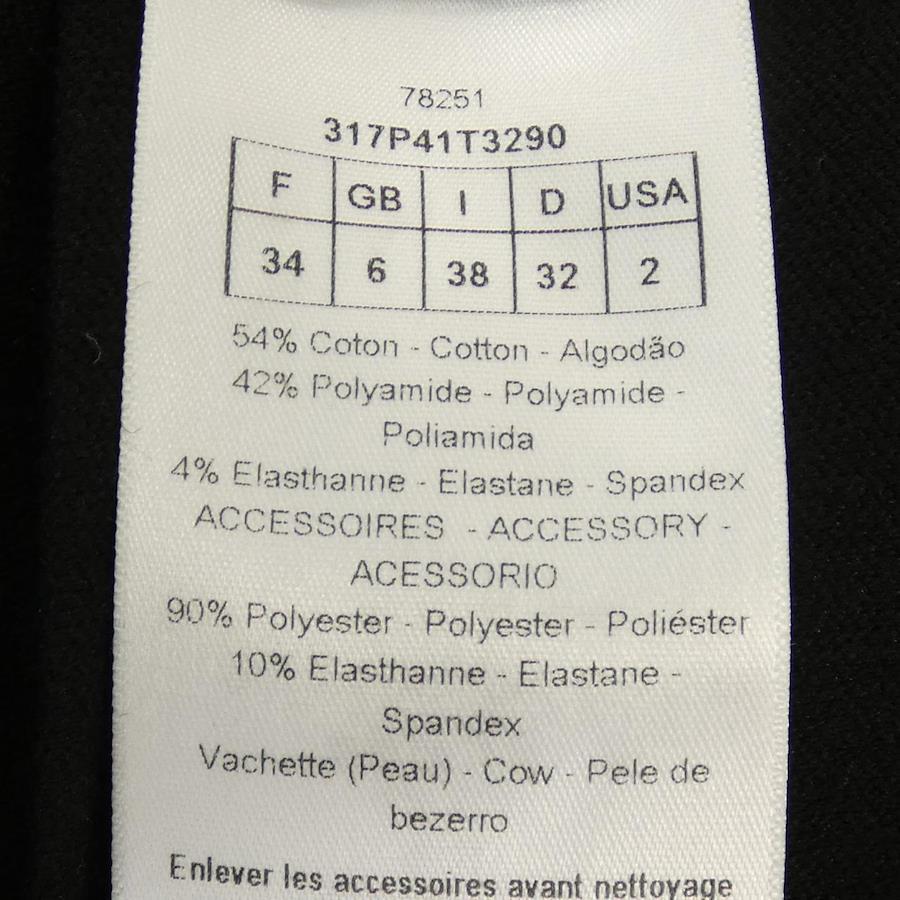 78251
317P41T3290
F GB I D USA
34 6 38 32 2
54% Coton - Cotton - Algodão
42% Polyamide - Polyamide -
Poliamida
4% Elasthanne - Elastane - Spandex
ACCESSOIRES - ACCESSORY -
ACESSORIO
90% Polyester - Polyester - Poliéster
10% Elasthanne - Elastane -
Spandex
Vachette (Peau) - Cow - Pele de
bezerro
Enlever les accessoires avant nettoyage